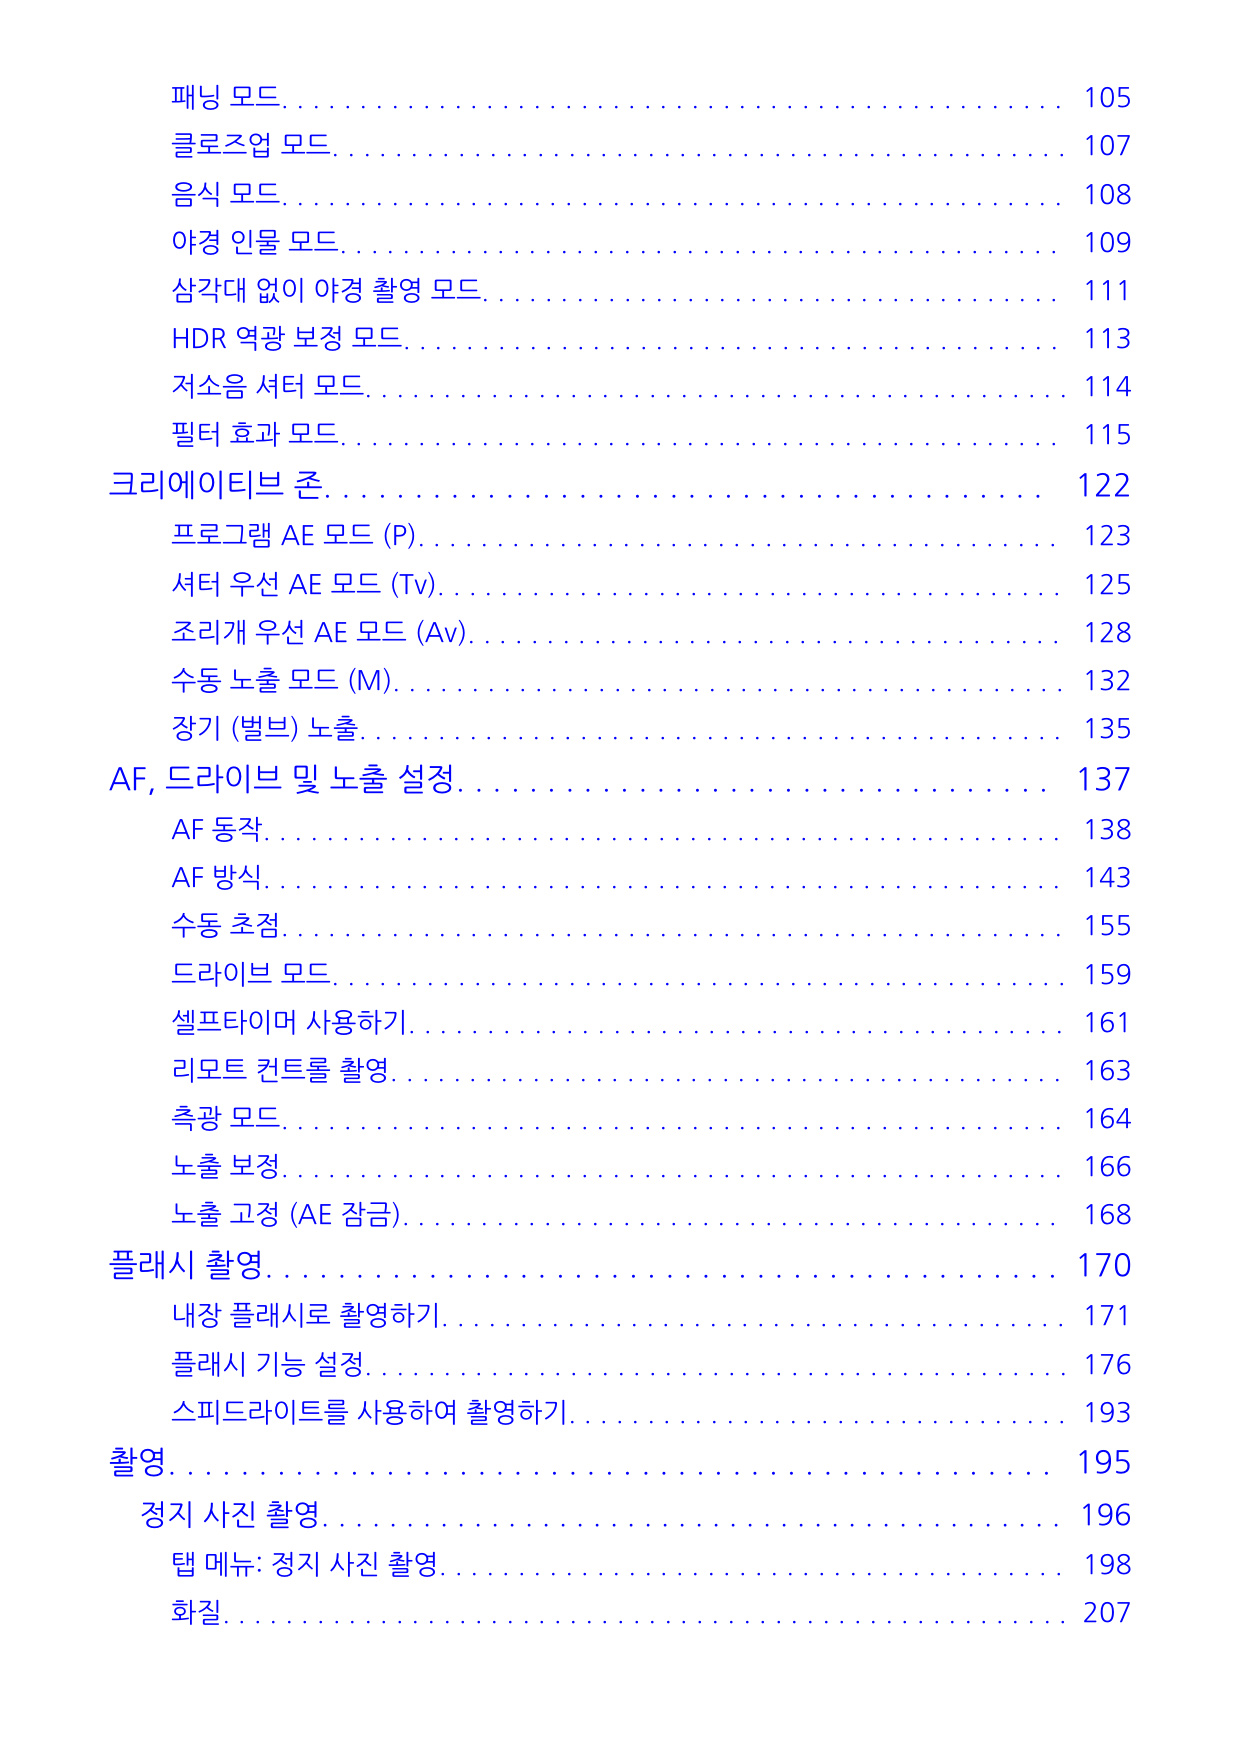 패닝 모드. . . . . . . . . . . . . . . . . . . . . . . . . . . . . . . . . . . . . . . . . . . . . . . . . . 105
클로즈업 모드. . . . . . . . . . . . . . . . . . . . . . . . . . . . . . . . . . . . . . . . . . . . . . . 107
음식 모드. . . . . . . . . . . . . . . . . . . . . . . . . . . . . . . . . . . . . . . . . . . . . . . . . . 108
야경 인물 모드. . . . . . . . . . . . . . . . . . . . . . . . . . . . . . . . . . . . . . . . . . . . . . 109
삼각대 없이 야경 촬영 모드. . . . . . . . . . . . . . . . . . . . . . . . . . . . . . . . . . . . . 111
HDR 역광 보정 모드. . . . . . . . . . . . . . . . . . . . . . . . . . . . . . . . . . . . . . . . . . 113
저소음 셔터 모드. . . . . . . . . . . . . . . . . . . . . . . . . . . . . . . . . . . . . . . . . . . . . 114
필터 효과 모드. . . . . . . . . . . . . . . . . . . . . . . . . . . . . . . . . . . . . . . . . . . . . . 115
크리에이티브 존. . . . . . . . . . . . . . . . . . . . . . . . . . . . . . . . . . . . . . . . 122
프로그램 AE 모드 (P). . . . . . . . . . . . . . . . . . . . . . . . . . . . . . . . . . . . . . . . . 123
셔터 우선 AE 모드 (Tv). . . . . . . . . . . . . . . . . . . . . . . . . . . . . . . . . . . . . . . . 125
조리개 우선 AE 모드 (Av). . . . . . . . . . . . . . . . . . . . . . . . . . . . . . . . . . . . . . 128
수동 노출 모드 (M). . . . . . . . . . . . . . . . . . . . . . . . . . . . . . . . . . . . . . . . . . . 132
장기 (벌브) 노출. . . . . . . . . . . . . . . . . . . . . . . . . . . . . . . . . . . . . . . . . . . . . 135
AF, 드라이브 및 노출 설정. . . . . . . . . . . . . . . . . . . . . . . . . . . . . . . . . 137
AF 동작. . . . . . . . . . . . . . . . . . . . . . . . . . . . . . . . . . . . . . . . . . . . . . . . . . . 138
AF 방식. . . . . . . . . . . . . . . . . . . . . . . . . . . . . . . . . . . . . . . . . . . . . . . . . . . 143
수동 초점. . . . . . . . . . . . . . . . . . . . . . . . . . . . . . . . . . . . . . . . . . . . . . . . . . 155
드라이브 모드. . . . . . . . . . . . . . . . . . . . . . . . . . . . . . . . . . . . . . . . . . . . . . . 159
셀프타이머 사용하기. . . . . . . . . . . . . . . . . . . . . . . . . . . . . . . . . . . . . . . . . . 161
리모트 컨트롤 촬영. . . . . . . . . . . . . . . . . . . . . . . . . . . . . . . . . . . . . . . . . . . 163
측광 모드. . . . . . . . . . . . . . . . . . . . . . . . . . . . . . . . . . . . . . . . . . . . . . . . . . 164
노출 보정. . . . . . . . . . . . . . . . . . . . . . . . . . . . . . . . . . . . . . . . . . . . . . . . . . 166
노출 고정 (AE 잠금). . . . . . . . . . . . . . . . . . . . . . . . . . . . . . . . . . . . . . . . . . 168
플래시 촬영. . . . . . . . . . . . . . . . . . . . . . . . . . . . . . . . . . . . . . . . . . . . 170
내장 플래시로 촬영하기. . . . . . . . . . . . . . . . . . . . . . . . . . . . . . . . . . . . . . . . 171
플래시 기능 설정. . . . . . . . . . . . . . . . . . . . . . . . . . . . . . . . . . . . . . . . . . . . . 176
스피드라이트를 사용하여 촬영하기. . . . . . . . . . . . . . . . . . . . . . . . . . . . . . . . 193
촬영. . . . . . . . . . . . . . . . . . . . . . . . . . . . . . . . . . . . . . . . . . . . . . . . . 195
정지 사진 촬영. . . . . . . . . . . . . . . . . . . . . . . . . . . . . . . . . . . . . . . . . . . . 196
탭 메뉴: 정지 사진 촬영. . . . . . . . . . . . . . . . . . . . . . . . . . . . . . . . . . . . . . . . 198
화질. . . . . . . . . . . . . . . . . . . . . . . . . . . . . . . . . . . . . . . . . . . . . . . . . . . . . . 207